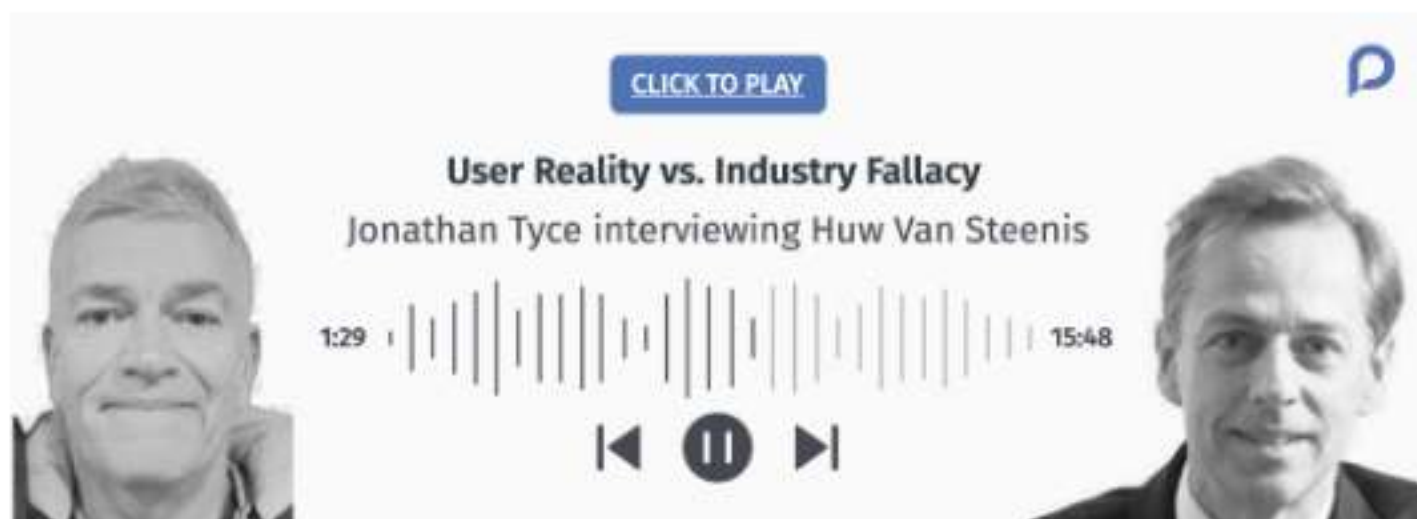 CLICK TO PLAY
User Reality vs. Industry Fallacy
Jonathan Tyce interviewing Huw Van Steenis
1:29 15:48